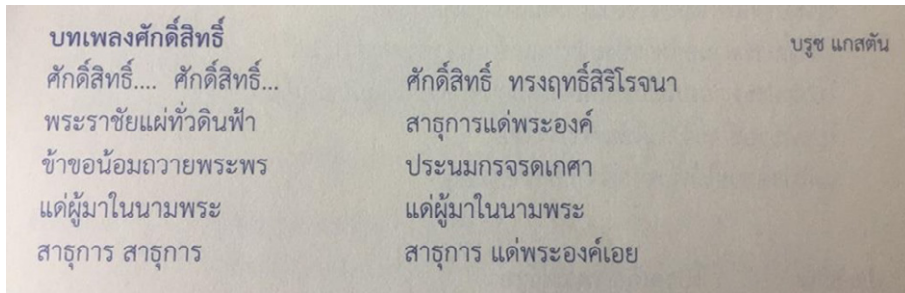 บทเพลงศักดิ์สิทธิ์ บรูซ แกสตัน
ศักดิ์สิทธิ์.... ศักดิ์สิทธิ์... ศักดิ์สิทธิ์ ทรงฤทธิ์สิริโรจนา
พระราชัยแผ่ทั่วดินฟ้า สาธุการแด่พระองค์
ข้าขอน้อมถวายพระพร ประนมกรจรดเกศา
แด่ผู้มาในนามพระ แด่ผู้มาในนามพระ
สาธุการ สาธุการ สาธุการ แด่พระองค์เอย